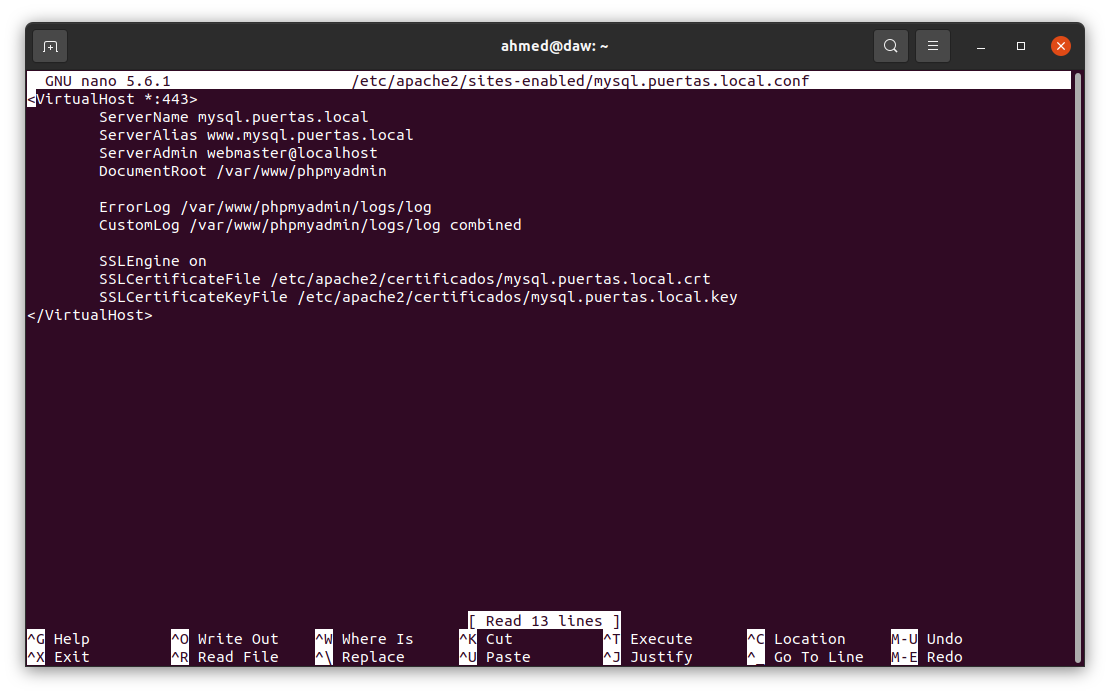 ahmed@daw: ~
GNU nano 5.6.1 /etc/apache2/sites-enabled/mysql.puertas.local.conf
<VirtualHost *:443>
ServerName mysql.puertas.local
ServerAlias www.mysql.puertas.local
ServerAdmin webmaster@localhost
DocumentRoot /var/www/phpmyadmin
ErrorLog /var/www/phpmyadmin/logs/log
CustomLog /var/www/phpmyadmin/logs/log combined
SSLEngine on
SSLCertificateFile /etc/apache2/certificados/mysql.puertas.local.crt
SSLCertificateKeyFile /etc/apache2/certificados/mysql.puertas.local.key
</VirtualHost>
[ Read 13 lines ]
^G Help ^O Write Out ^W Where Is ^K Cut ^T Execute ^C Location M-U Undo
^X Exit ^R Read File ^\ Replace ^U Paste ^J Justify ^_ Go To Line M-E Redo